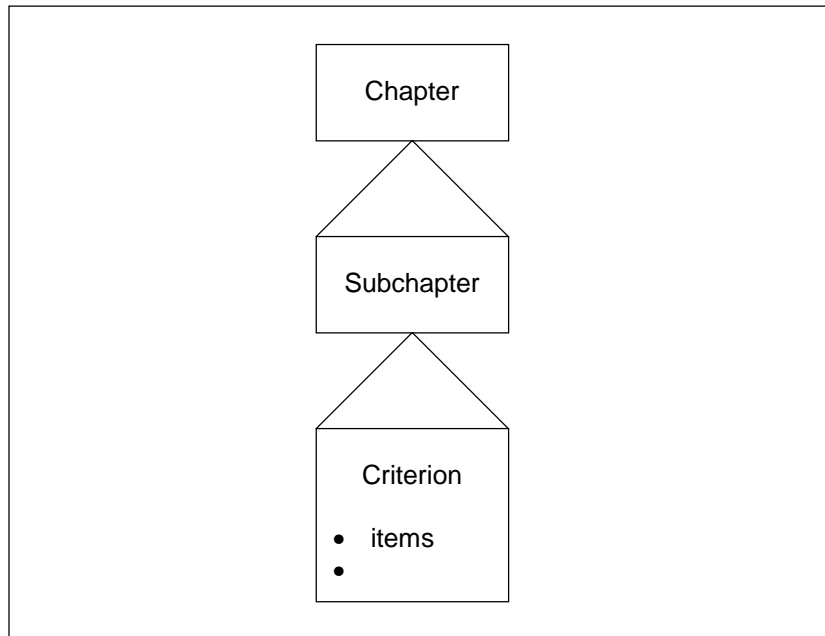 Chapter
Subchapter
Criterion
• items
•